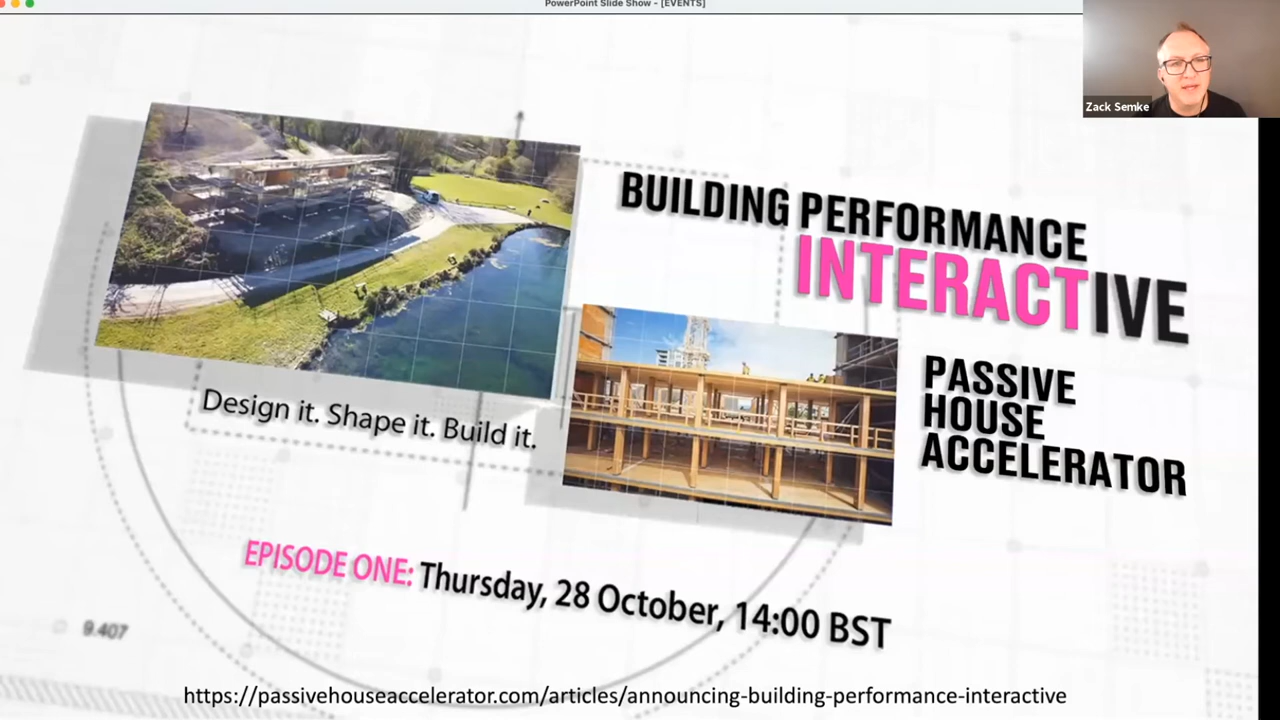 PowerPoint Slide Show - [EVENTS]
Zack Semke
BUILDING PERFORMANCE
INTERACTIVE
PASSIVE
HOUSE
ACCELERATOR
Design it. Shape it. Build it.
EPISODE ONE: Thursday, 28 October, 14:00 BST
9.407
https://passivehouseaccelerator.com/articles/announcing-building-performance-interactive